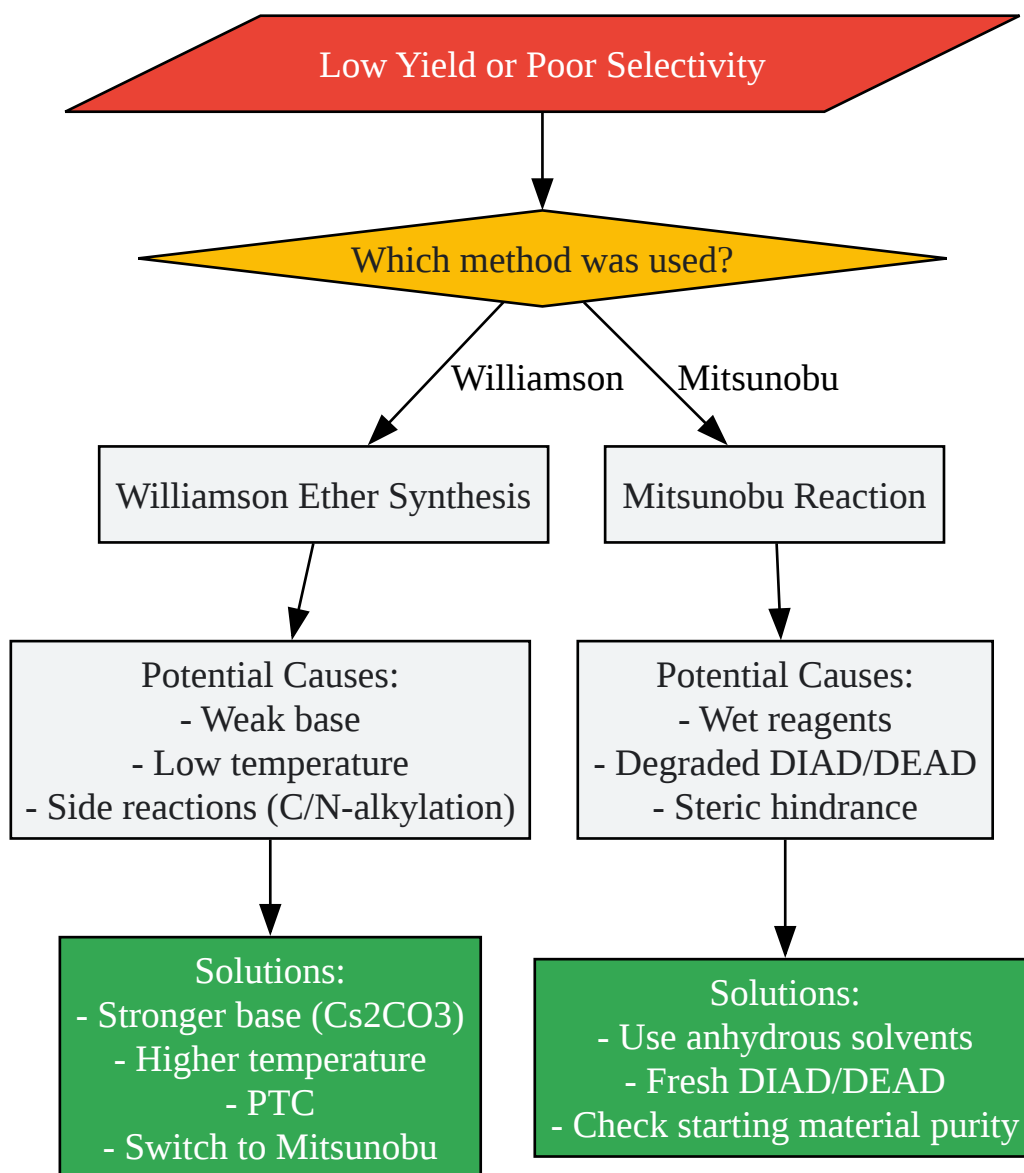 Low Yield or Poor Selectivity
Which method was used?
Williamson
Mitsunobu
Williamson Ether Synthesis
Mitsunobu Reaction
Potential Causes:
- Weak base
- Low temperature
- Side reactions (C/N-alkylation)
Potential Causes:
- Wet reagents
- Degraded DIAD/DEAD
- Steric hindrance
Solutions:
- Stronger base (Cs2CO3)
- Higher temperature
- PTC
- Switch to Mitsunobu
Solutions:
- Use anhydrous solvents
- Fresh DIAD/DEAD
- Check starting material purity